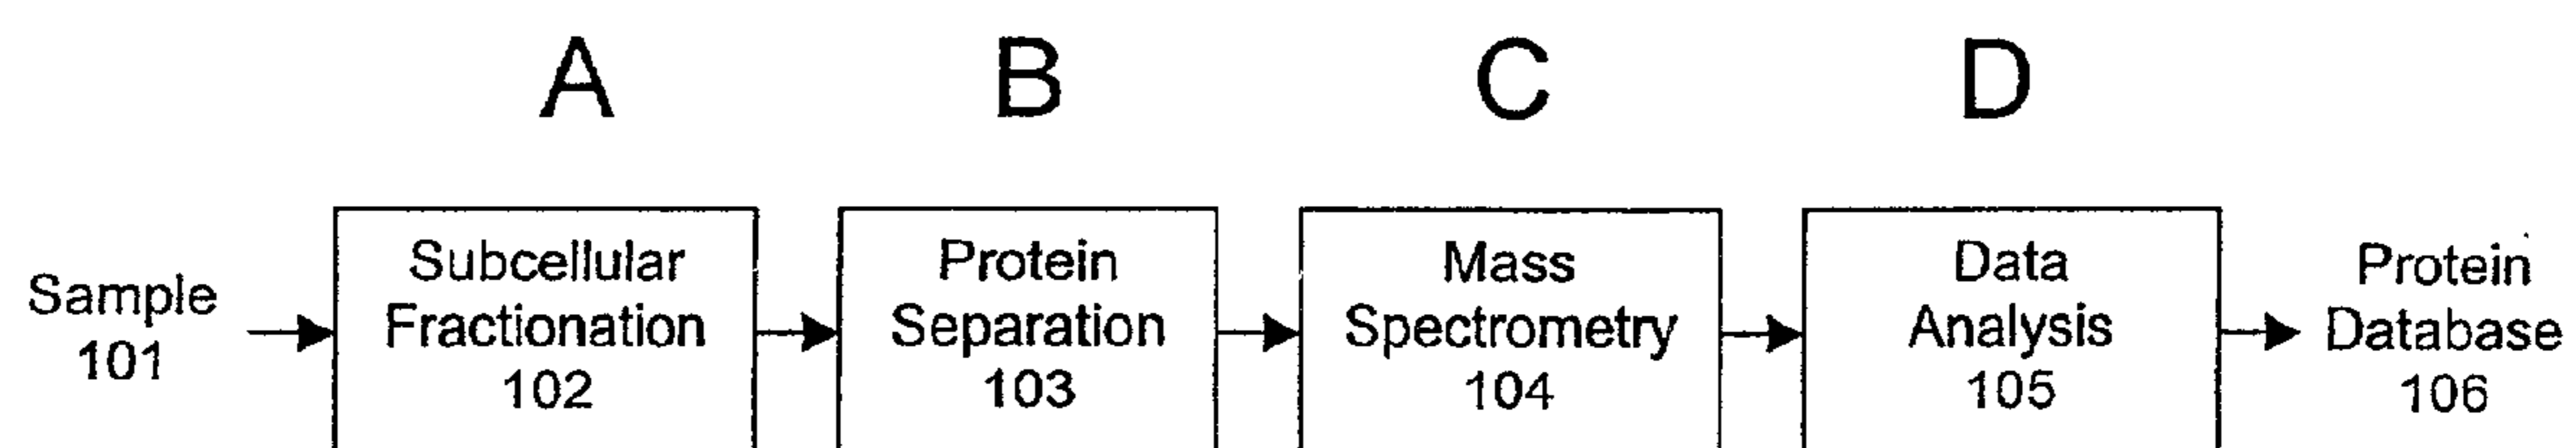 A
B
C
D
Sample
101
Subcellular
Fractionation
102
Protein
Separation
103
Mass
Spectrometry
104
Data
Analysis
105
Protein
Database
106